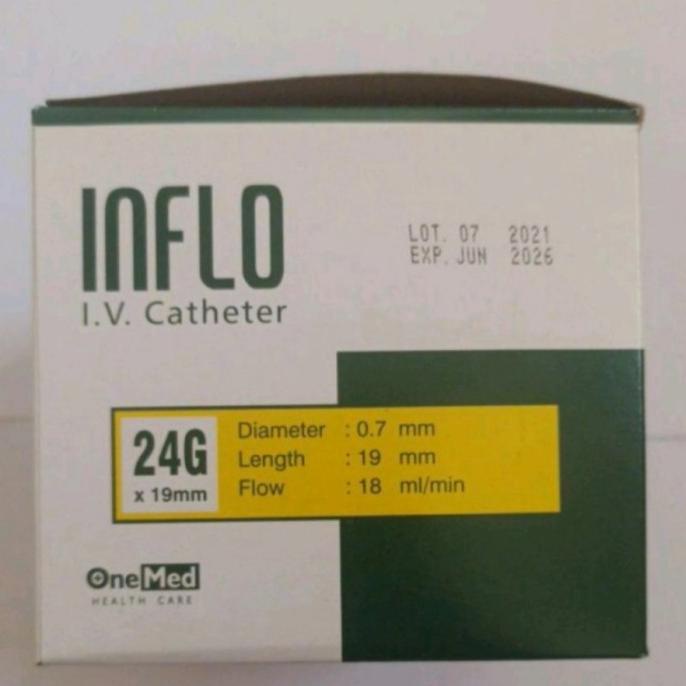 INFLO
I.V. Catheter
LOT. 07 2021
EXP. JUN 2026
24G
x 19mm
Diameter : 0.7 mm
Length : 19 mm
Flow : 18 ml/min
OneMed
HEALTH CARE